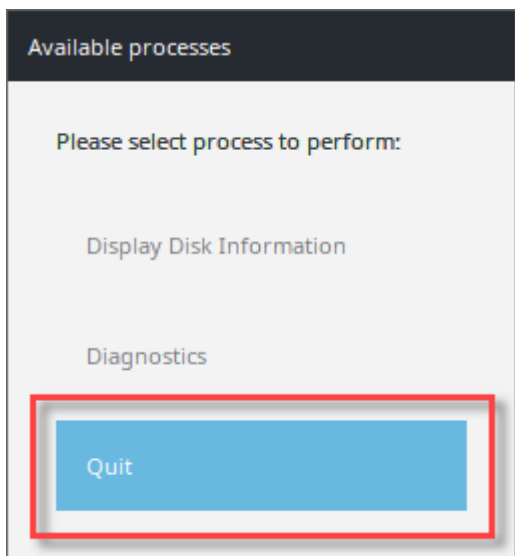 Available processes
Please select process to perform:
Display Disk Information
Diagnostics
Quit